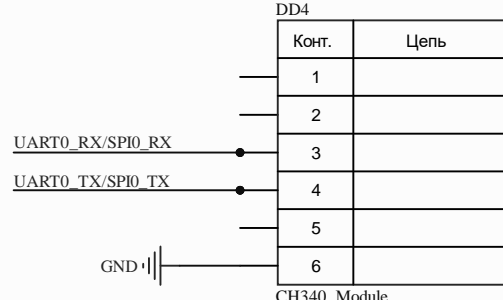 DD4
Конт. Цепь
1
2
UART0_RX/SPI0_RX 3
UART0_TX/SPI0_TX 4
5
GND 6
CH340_Module